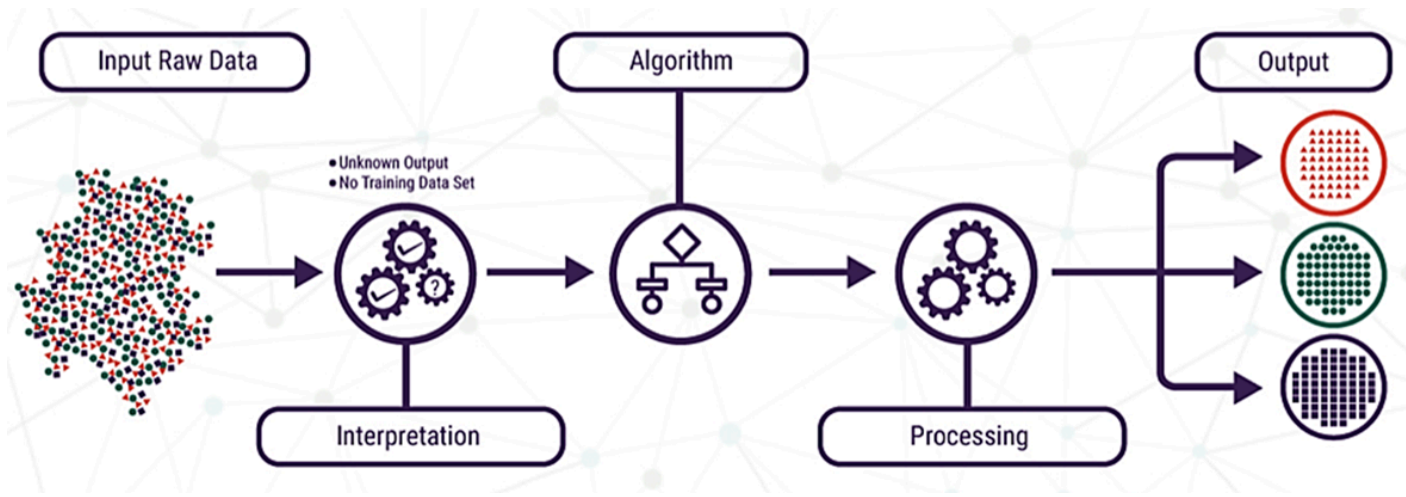 Input Raw Data
Algorithm
Output
• Unknown Output
• No Training Data Set
?
Interpretation
Processing